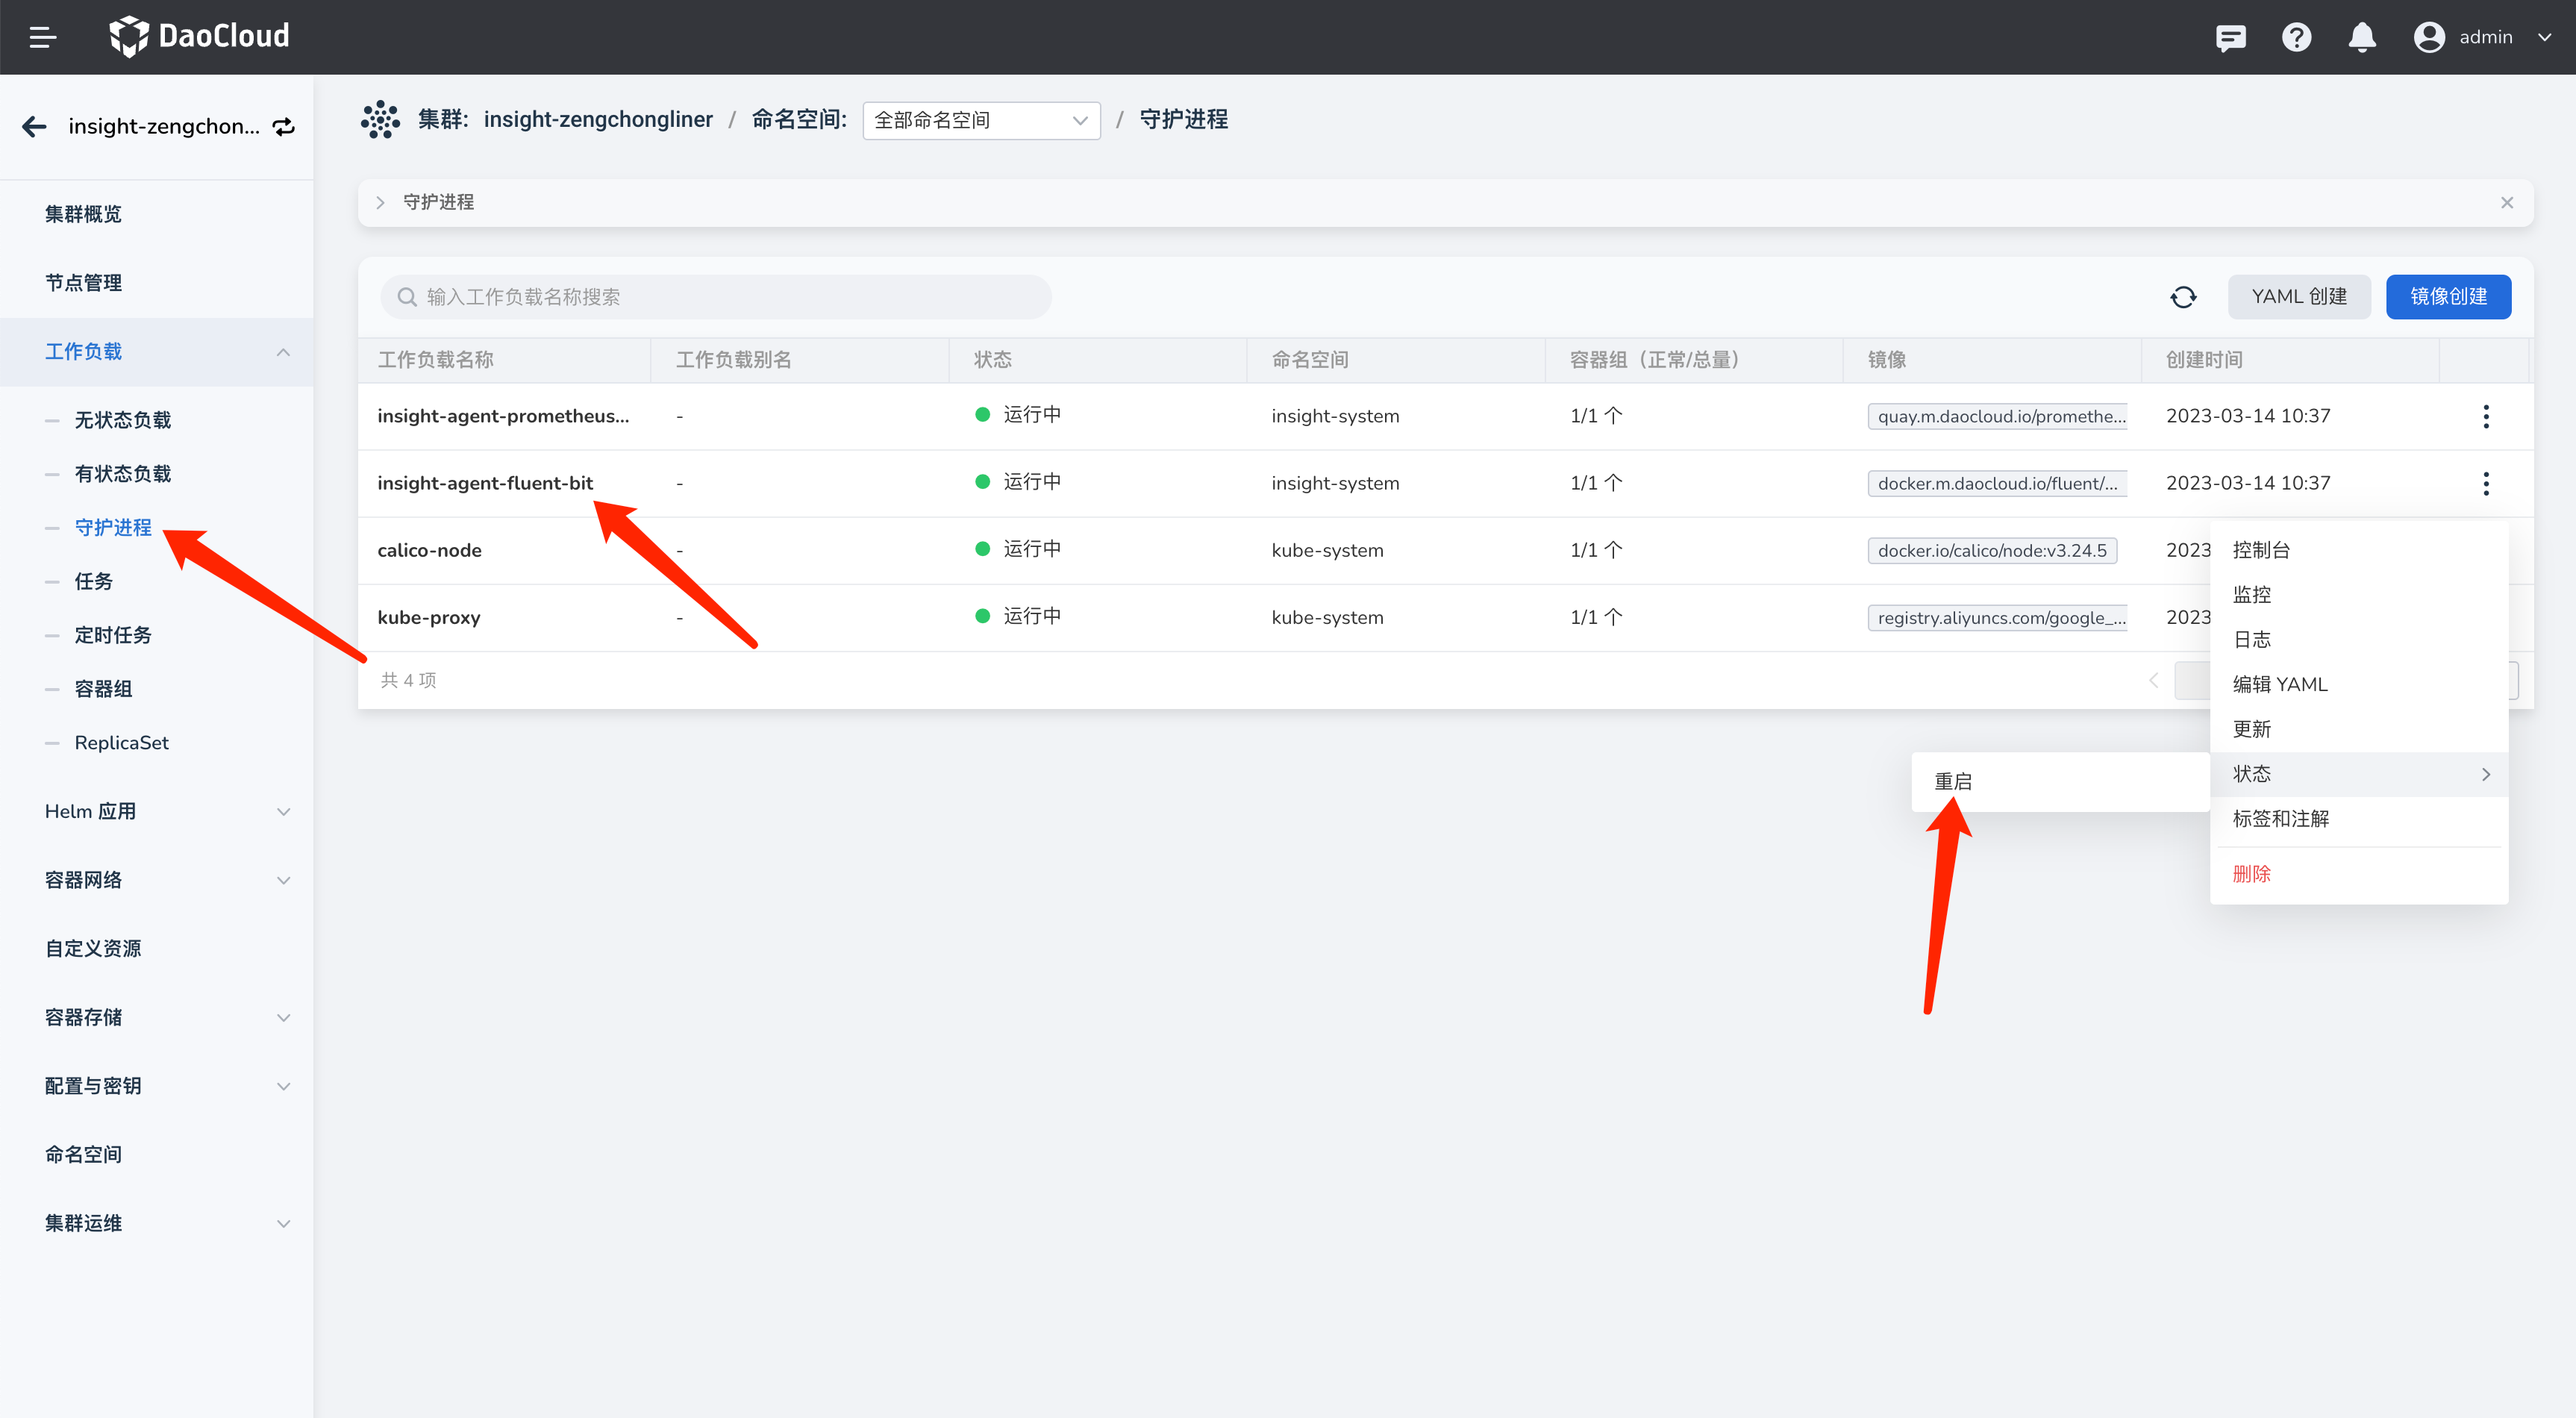 DaoCloud
admin
insight-zengchon...
集群: insight-zengchongliner / 命名空间: 全部命名空间 / 守护进程
集群概览
节点管理
工作负载
无状态负载
有状态负载
守护进程
任务
定时任务
容器组
ReplicaSet
Helm 应用
容器网络
自定义资源
容器存储
配置与密钥
命名空间
集群运维
守护进程
输入工作负载名称搜索
YAML 创建
镜像创建
工作负载名称 工作负载别名 状态 命名空间 容器组（正常/总量） 镜像 创建时间
insight-agent-prometheus... - 运行中 insight-system 1/1 个 quay.m.daocloud.io/promethe... 2023-03-14 10:37
insight-agent-fluent-bit - 运行中 insight-system 1/1 个 docker.m.daocloud.io/fluent/... 2023-03-14 10:37
calico-node - 运行中 kube-system 1/1 个 docker.io/calico/node:v3.24.5 2023
kube-proxy - 运行中 kube-system 1/1 个 registry.aliyuncs.com/google_... 2023
共 4 项
控制台
监控
日志
编辑 YAML
更新
状态
重启
标签和注解
删除